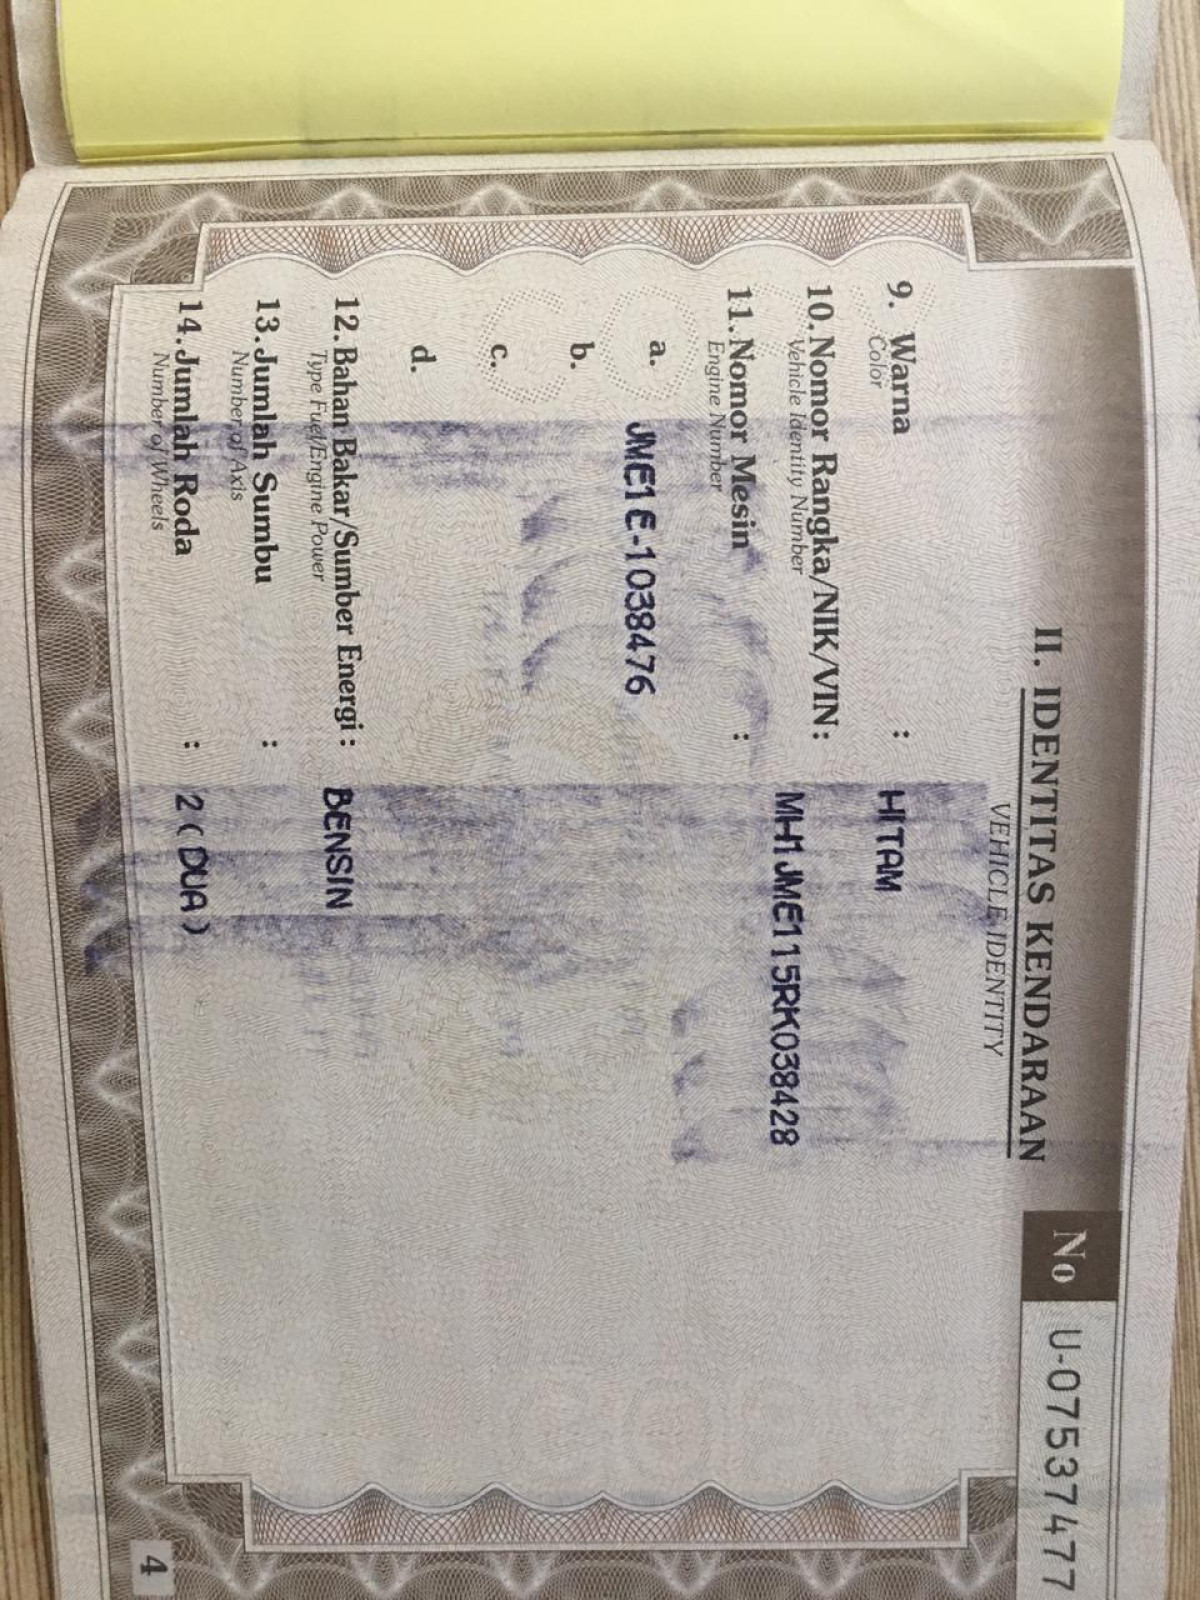 No U-07537477
II. IDENTITAS KENDARAAN
VEHICLE IDENTITY
9. Warna : HITAM
Color
10. Nomor Rangka/NIK/VIN: MH1JME115RK038428
Vehicle Identity Number
11. Nomor Mesin :
Engine Number
a. JME1E-1038476
b.
c.
d.
12. Bahan Bakar/Sumber Energi : BENSIN
Type Fuel/Engine Power
13. Jumlah Sumbu :
Number of Axis
14. Jumlah Roda : 2 (DUA)
Number of Wheels
4